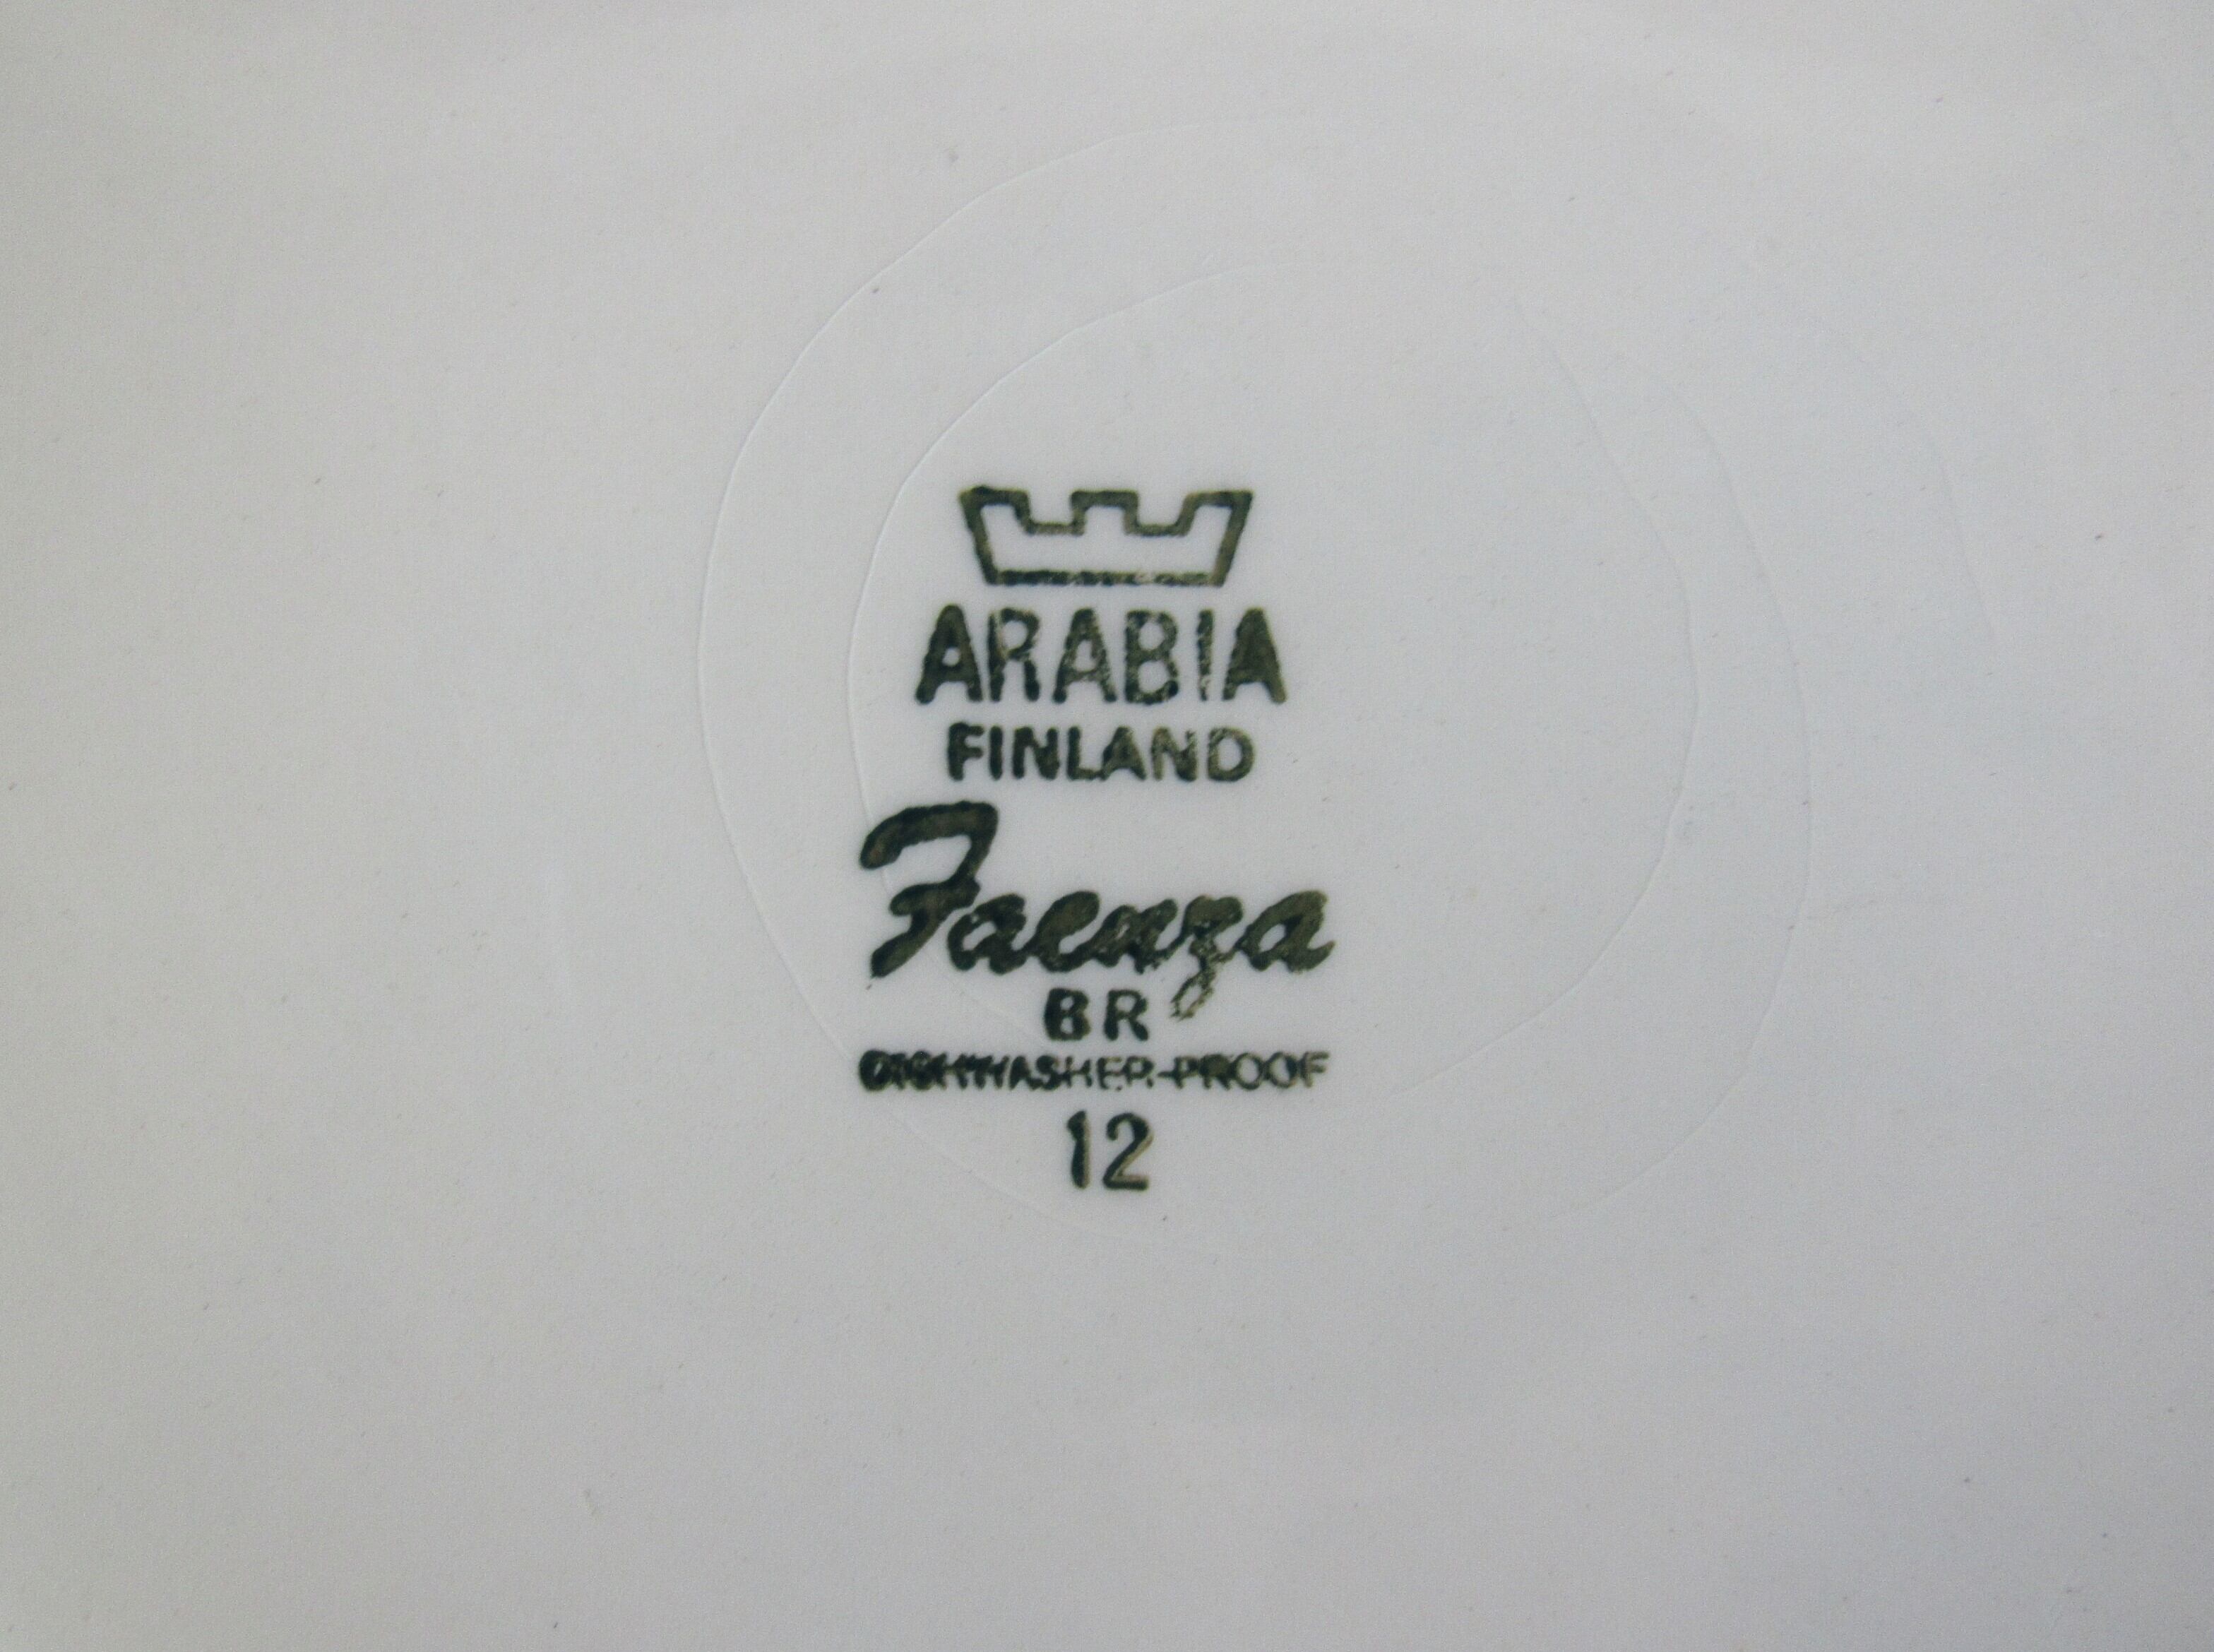 ARABIA
FINLAND
Faenza
BR
DISHWASHER-PROOF
12